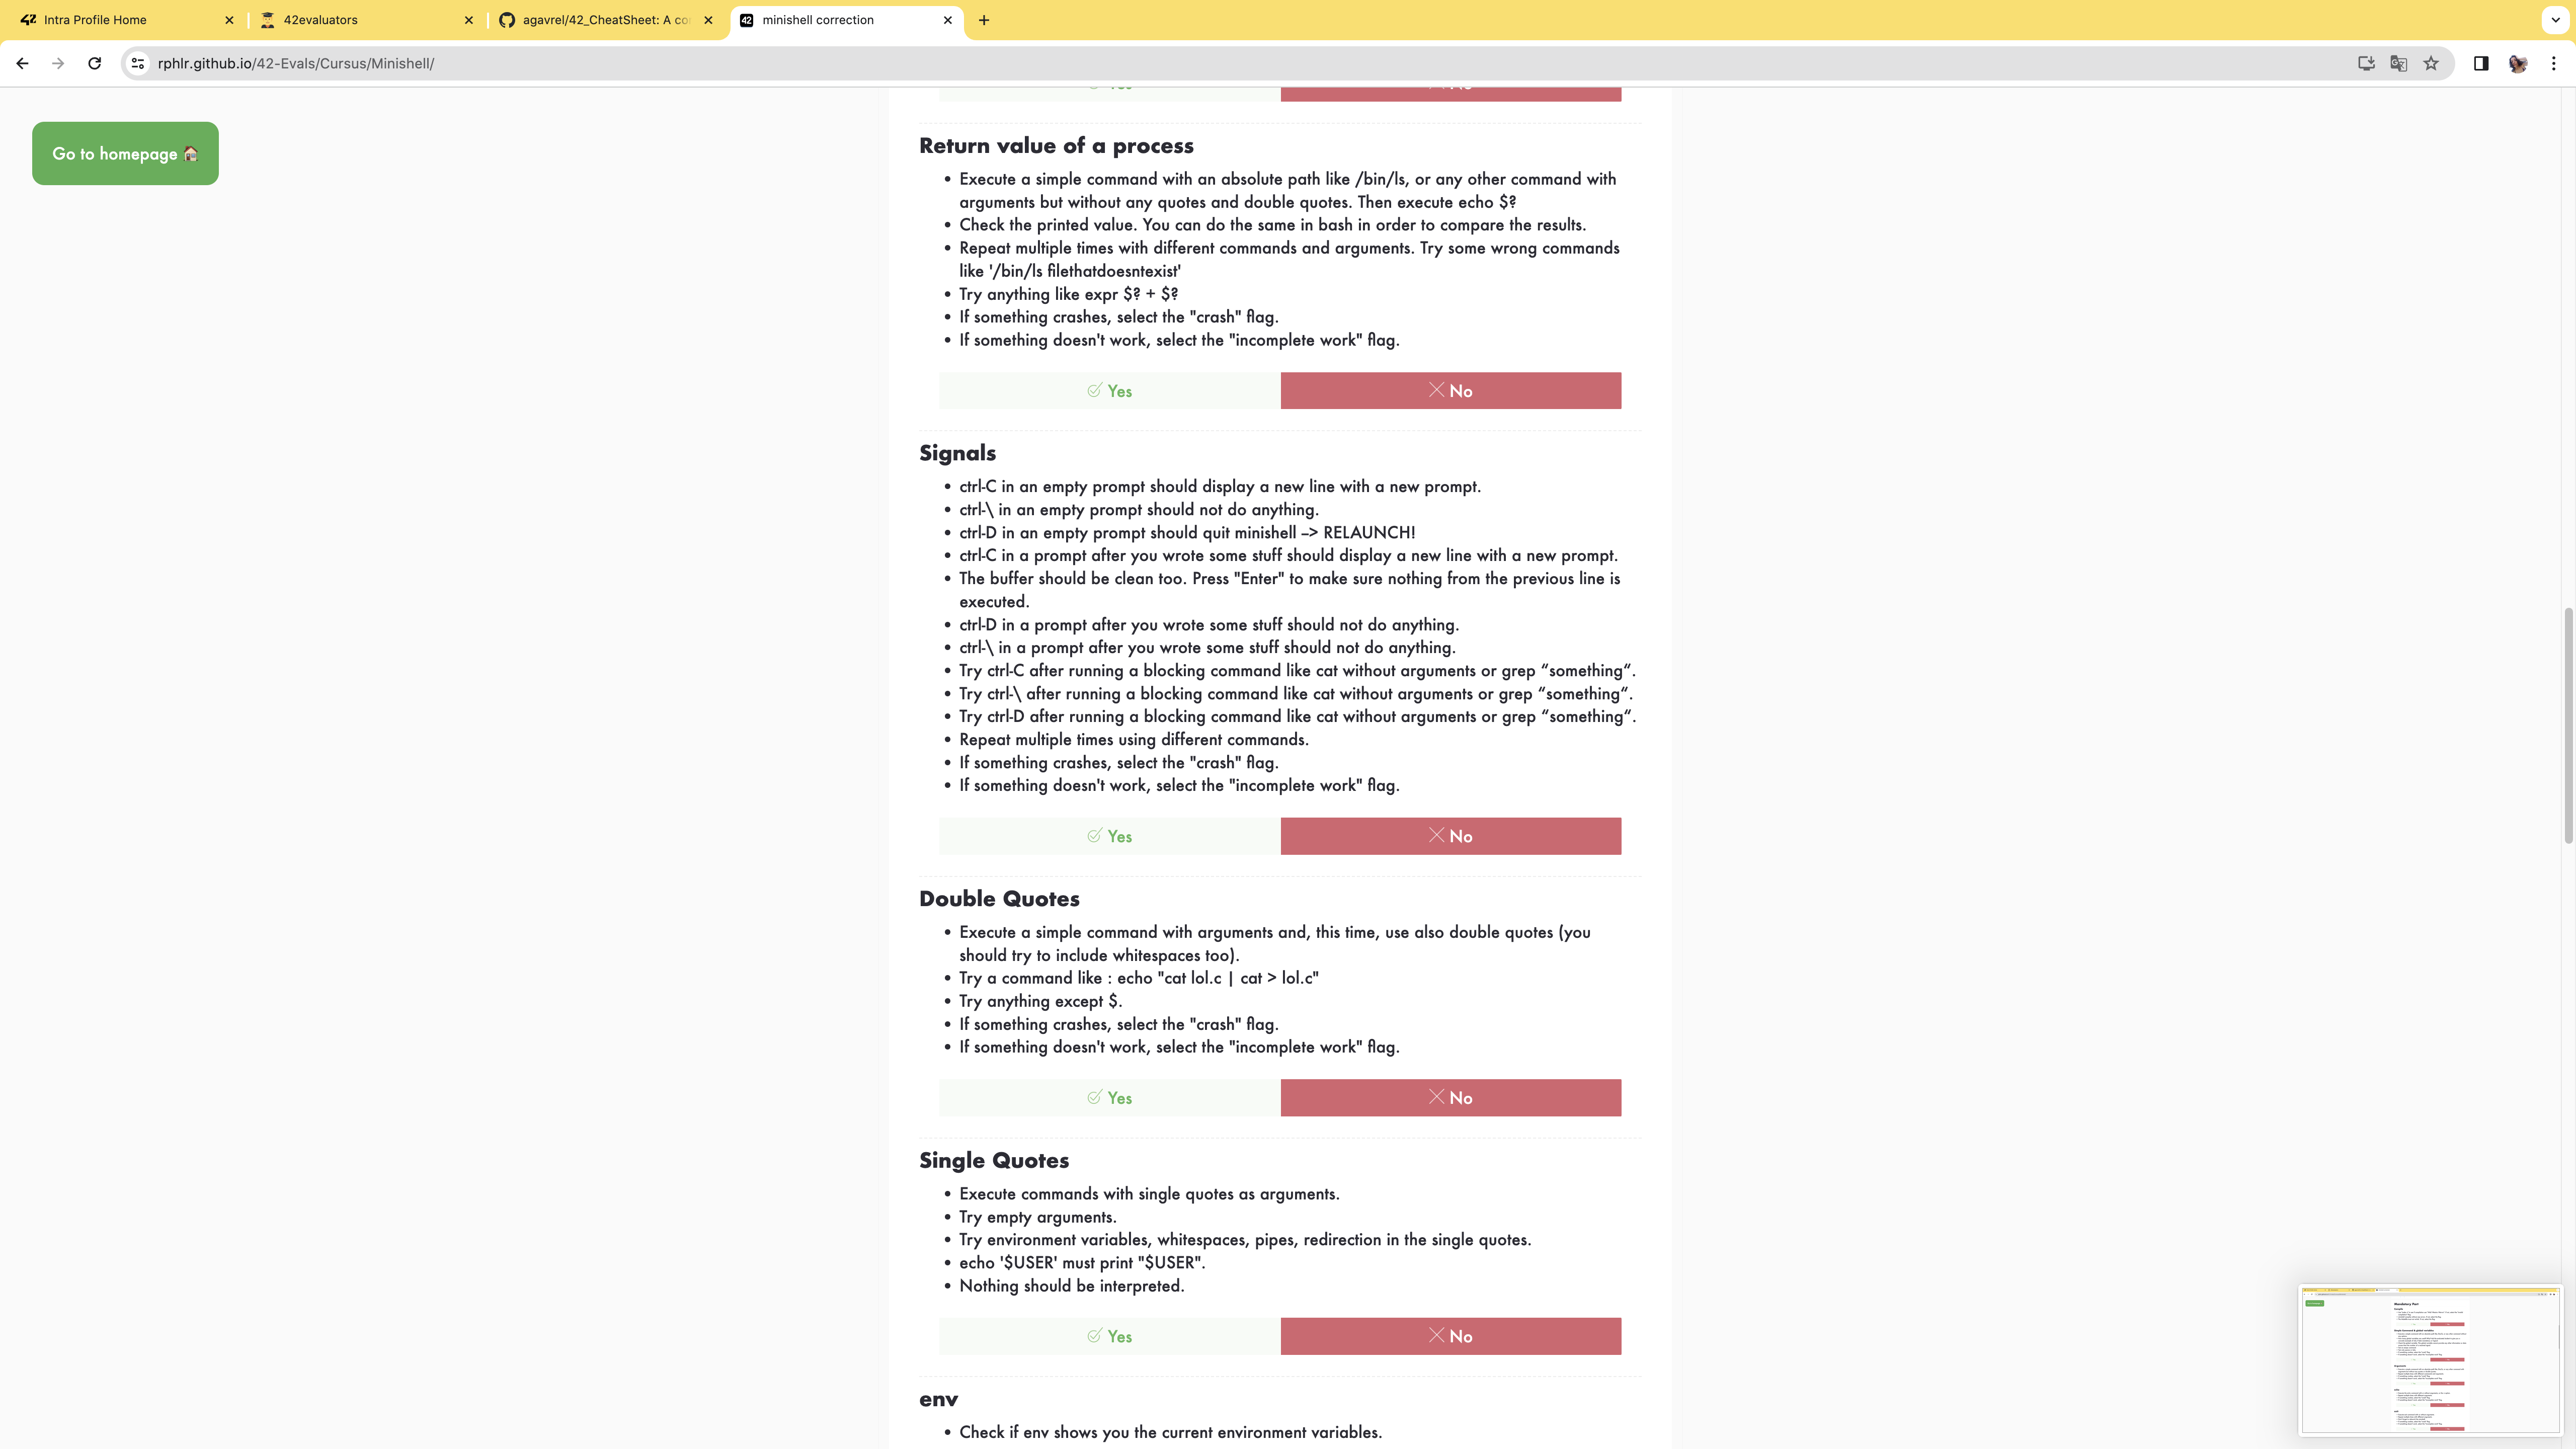 Intra Profile Home
42evaluators
agavrel/42_CheatSheet: A co
minishell correction
rphlr.github.io/42-Evals/Cursus/Minishell/
Go to homepage
Return value of a process
• Execute a simple command with an absolute path like /bin/ls, or any other command with
arguments but without any quotes and double quotes. Then execute echo $?
• Check the printed value. You can do the same in bash in order to compare the results.
• Repeat multiple times with different commands and arguments. Try some wrong commands
like '/bin/ls filethatdoesntexist'
• Try anything like expr $? + $?
• If something crashes, select the "crash" flag.
• If something doesn't work, select the "incomplete work" flag.
Yes No
Signals
• ctrl-C in an empty prompt should display a new line with a new prompt.
• ctrl-\ in an empty prompt should not do anything.
• ctrl-D in an empty prompt should quit minishell --> RELAUNCH!
• ctrl-C in a prompt after you wrote some stuff should display a new line with a new prompt.
• The buffer should be clean too. Press "Enter" to make sure nothing from the previous line is
executed.
• ctrl-D in a prompt after you wrote some stuff should not do anything.
• ctrl-\ in a prompt after you wrote some stuff should not do anything.
• Try ctrl-C after running a blocking command like cat without arguments or grep “something“.
• Try ctrl-\ after running a blocking command like cat without arguments or grep “something“.
• Try ctrl-D after running a blocking command like cat without arguments or grep “something“.
• Repeat multiple times using different commands.
• If something crashes, select the "crash" flag.
• If something doesn't work, select the "incomplete work" flag.
Yes No
Double Quotes
• Execute a simple command with arguments and, this time, use also double quotes (you
should try to include whitespaces too).
• Try a command like : echo "cat lol.c | cat > lol.c"
• Try anything except $.
• If something crashes, select the "crash" flag.
• If something doesn't work, select the "incomplete work" flag.
Yes No
Single Quotes
• Execute commands with single quotes as arguments.
• Try empty arguments.
• Try environment variables, whitespaces, pipes, redirection in the single quotes.
• echo '$USER' must print "$USER".
• Nothing should be interpreted.
Yes No
env
• Check if env shows you the current environment variables.